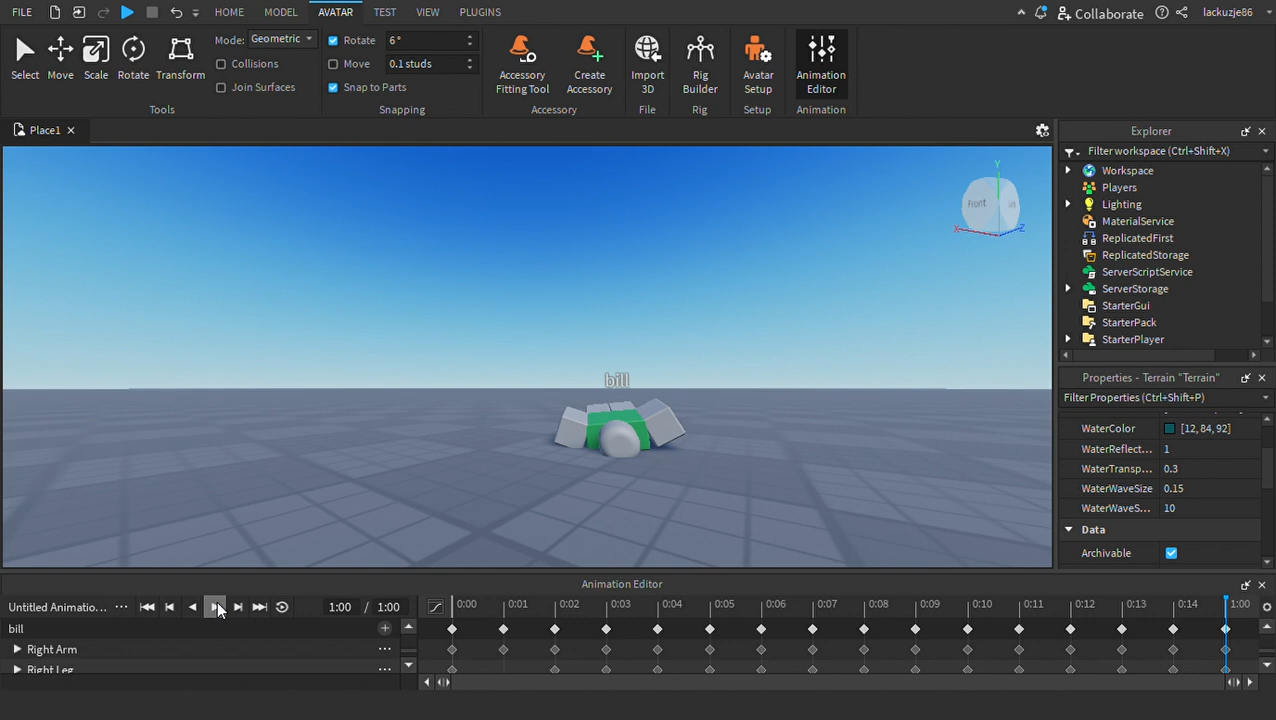 FILE HOME MODEL AVATAR TEST VIEW PLUGINS Collaborate lackuzje86
Select Move Scale Rotate Transform
Mode: Geometric
Collisions
Join Surfaces
Tools
Rotate 6°
Move 0.1 studs
Snap to Parts
Snapping
Accessory Fitting Tool
Create Accessory
Accessory
Import 3D
File
Rig Builder
Rig
Avatar Setup
Setup
Animation Editor
Animation
Place1
Explorer
Filter workspace (Ctrl+Shift+X)
Workspace
Players
Lighting
MaterialService
ReplicatedFirst
ReplicatedStorage
ServerScriptService
ServerStorage
StarterGui
StarterPack
StarterPlayer
Y
Front
X
Z
bill
Properties - Terrain "Terrain"
Filter Properties (Ctrl+Shift+P)
WaterColor [12, 84, 92]
WaterReflect... 1
WaterTransp... 0.3
WaterWaveSize 0.15
WaterWaveS... 10
Data
Archivable
Animation Editor
Untitled Animatio... 1:00 / 1:00 0:00 0:01 0:02 0:03 0:04 0:05 0:06 0:07 0:08 0:09 0:10 0:11 0:12 0:13 0:14 1:00
bill
Right Arm
Right Leg